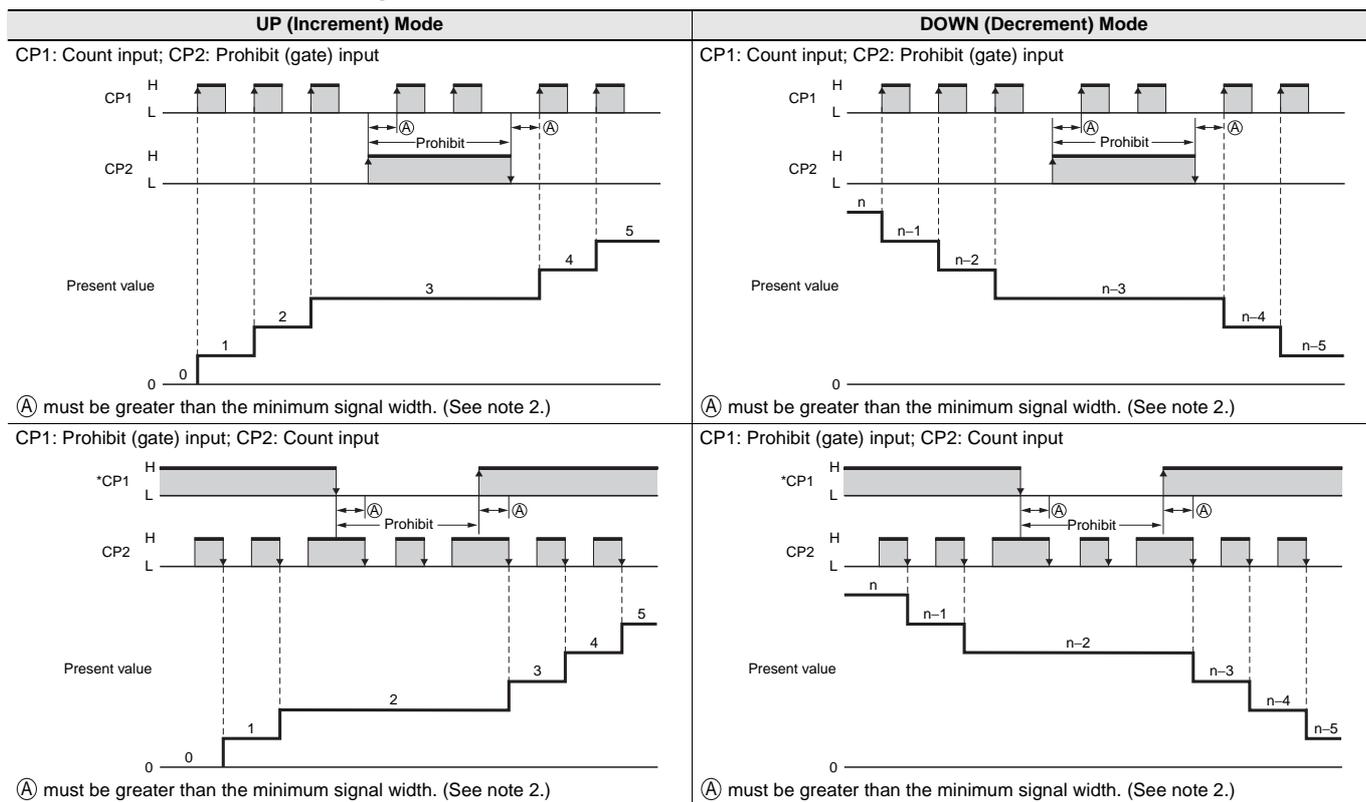 UP (Increment) Mode
DOWN (Decrement) Mode
CP1: Count input; CP2: Prohibit (gate) input
H
CP1
L
A
A
Prohibit
H
CP2
L
5
4
3
Present value
2
1
0
0
Ⓐ must be greater than the minimum signal width. (See note 2.)
CP1: Count input; CP2: Prohibit (gate) input
H
CP1
L
A
A
Prohibit
H
CP2
L
n
n–1
n–2
Present value
n–3
n–4
n–5
0
Ⓐ must be greater than the minimum signal width. (See note 2.)
CP1: Prohibit (gate) input; CP2: Count input
H
*CP1
L
A
A
Prohibit
H
CP2
L
5
4
Present value
3
2
1
0
0
Ⓐ must be greater than the minimum signal width. (See note 2.)
CP1: Prohibit (gate) input; CP2: Count input
H
*CP1
L
A
A
Prohibit
H
CP2
L
n
n–1
n–2
Present value
n–3
n–4
n–5
0
Ⓐ must be greater than the minimum signal width. (See note 2.)